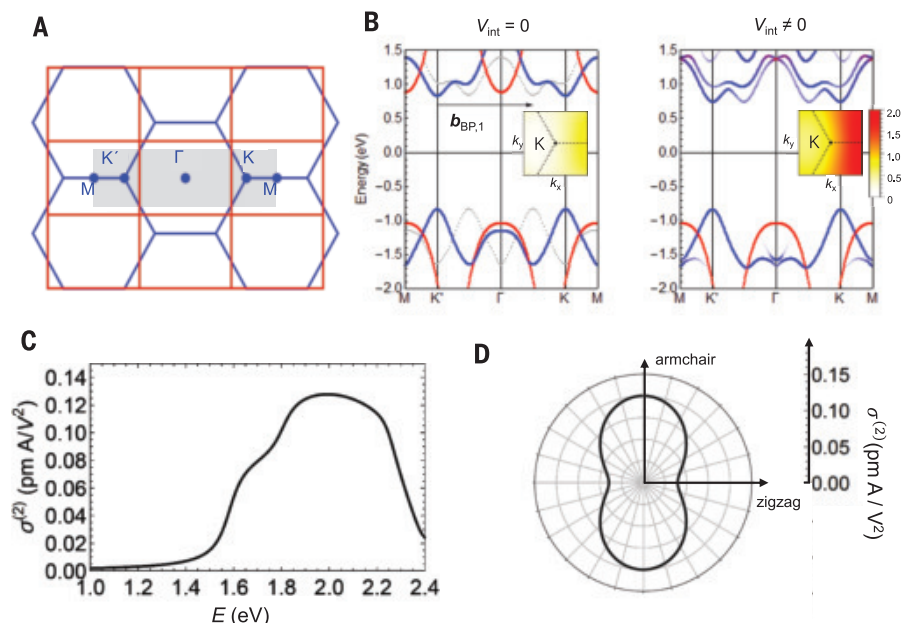 A
K′
Γ
K
M
M
B
V_int = 0
V_int ≠ 0
Energy (eV)
1.5
1.0
0.5
0.0
−0.5
−1.0
−1.5
−2.0
b_BP,1
k_y
K
k_x
M
K'
Γ
K
M
1.5
1.0
0.5
0.0
−0.5
−1.0
−1.5
−2.0
k_y
K
k_x
2.0
1.5
1.0
0.5
0
M
K'
Γ
K
M
C
σ(2) (pm A/V²)
0.14
0.12
0.10
0.08
0.06
0.04
0.02
0.00
1.0
1.2
1.4
1.6
1.8
2.0
2.2
2.4
E (eV)
D
armchair
zigzag
0.15
0.10
0.05
0.00
σ(2) (pm A / V²)